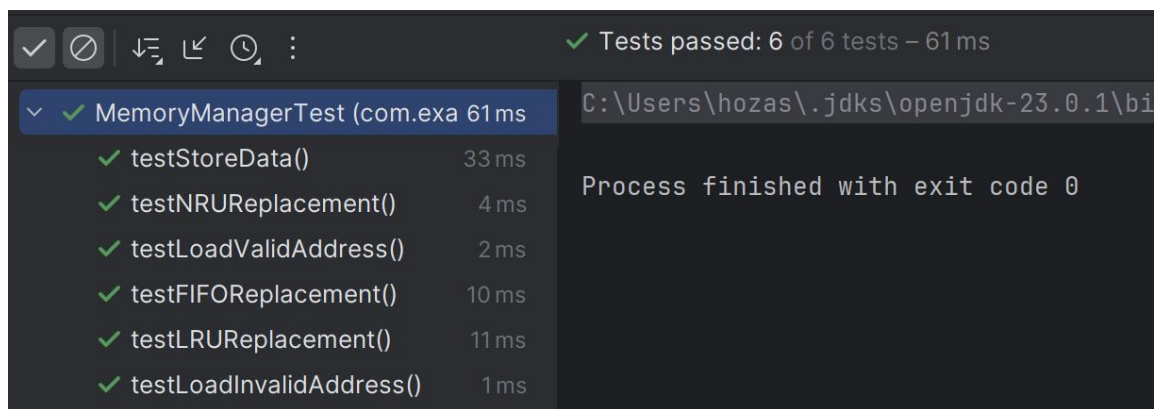 Tests passed: 6 of 6 tests – 61 ms
MemoryManagerTest (com.exa 61 ms
testStoreData() 33 ms
testNRUReplacement() 4 ms
testLoadValidAddress() 2 ms
testFIFOReplacement() 10 ms
testLRUReplacement() 11 ms
testLoadInvalidAddress() 1 ms
C:\Users\hozas\.jdks\openjdk-23.0.1\bi
Process finished with exit code 0